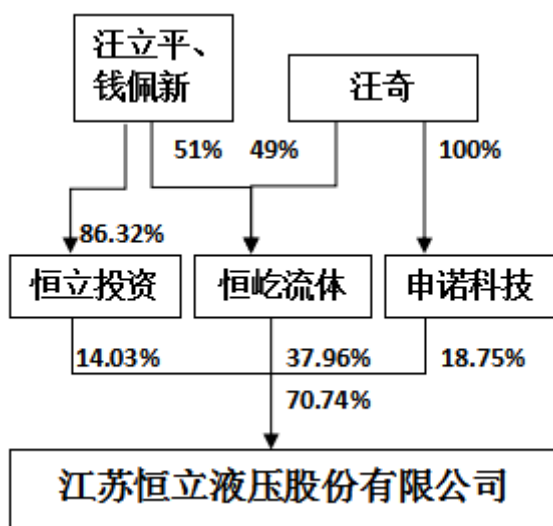 汪立平、
钱佩新
汪奇
51%
49%
100%
86.32%
恒立投资
恒屹流体
申诺科技
14.03%
37.96%
18.75%
70.74%
江苏恒立液压股份有限公司